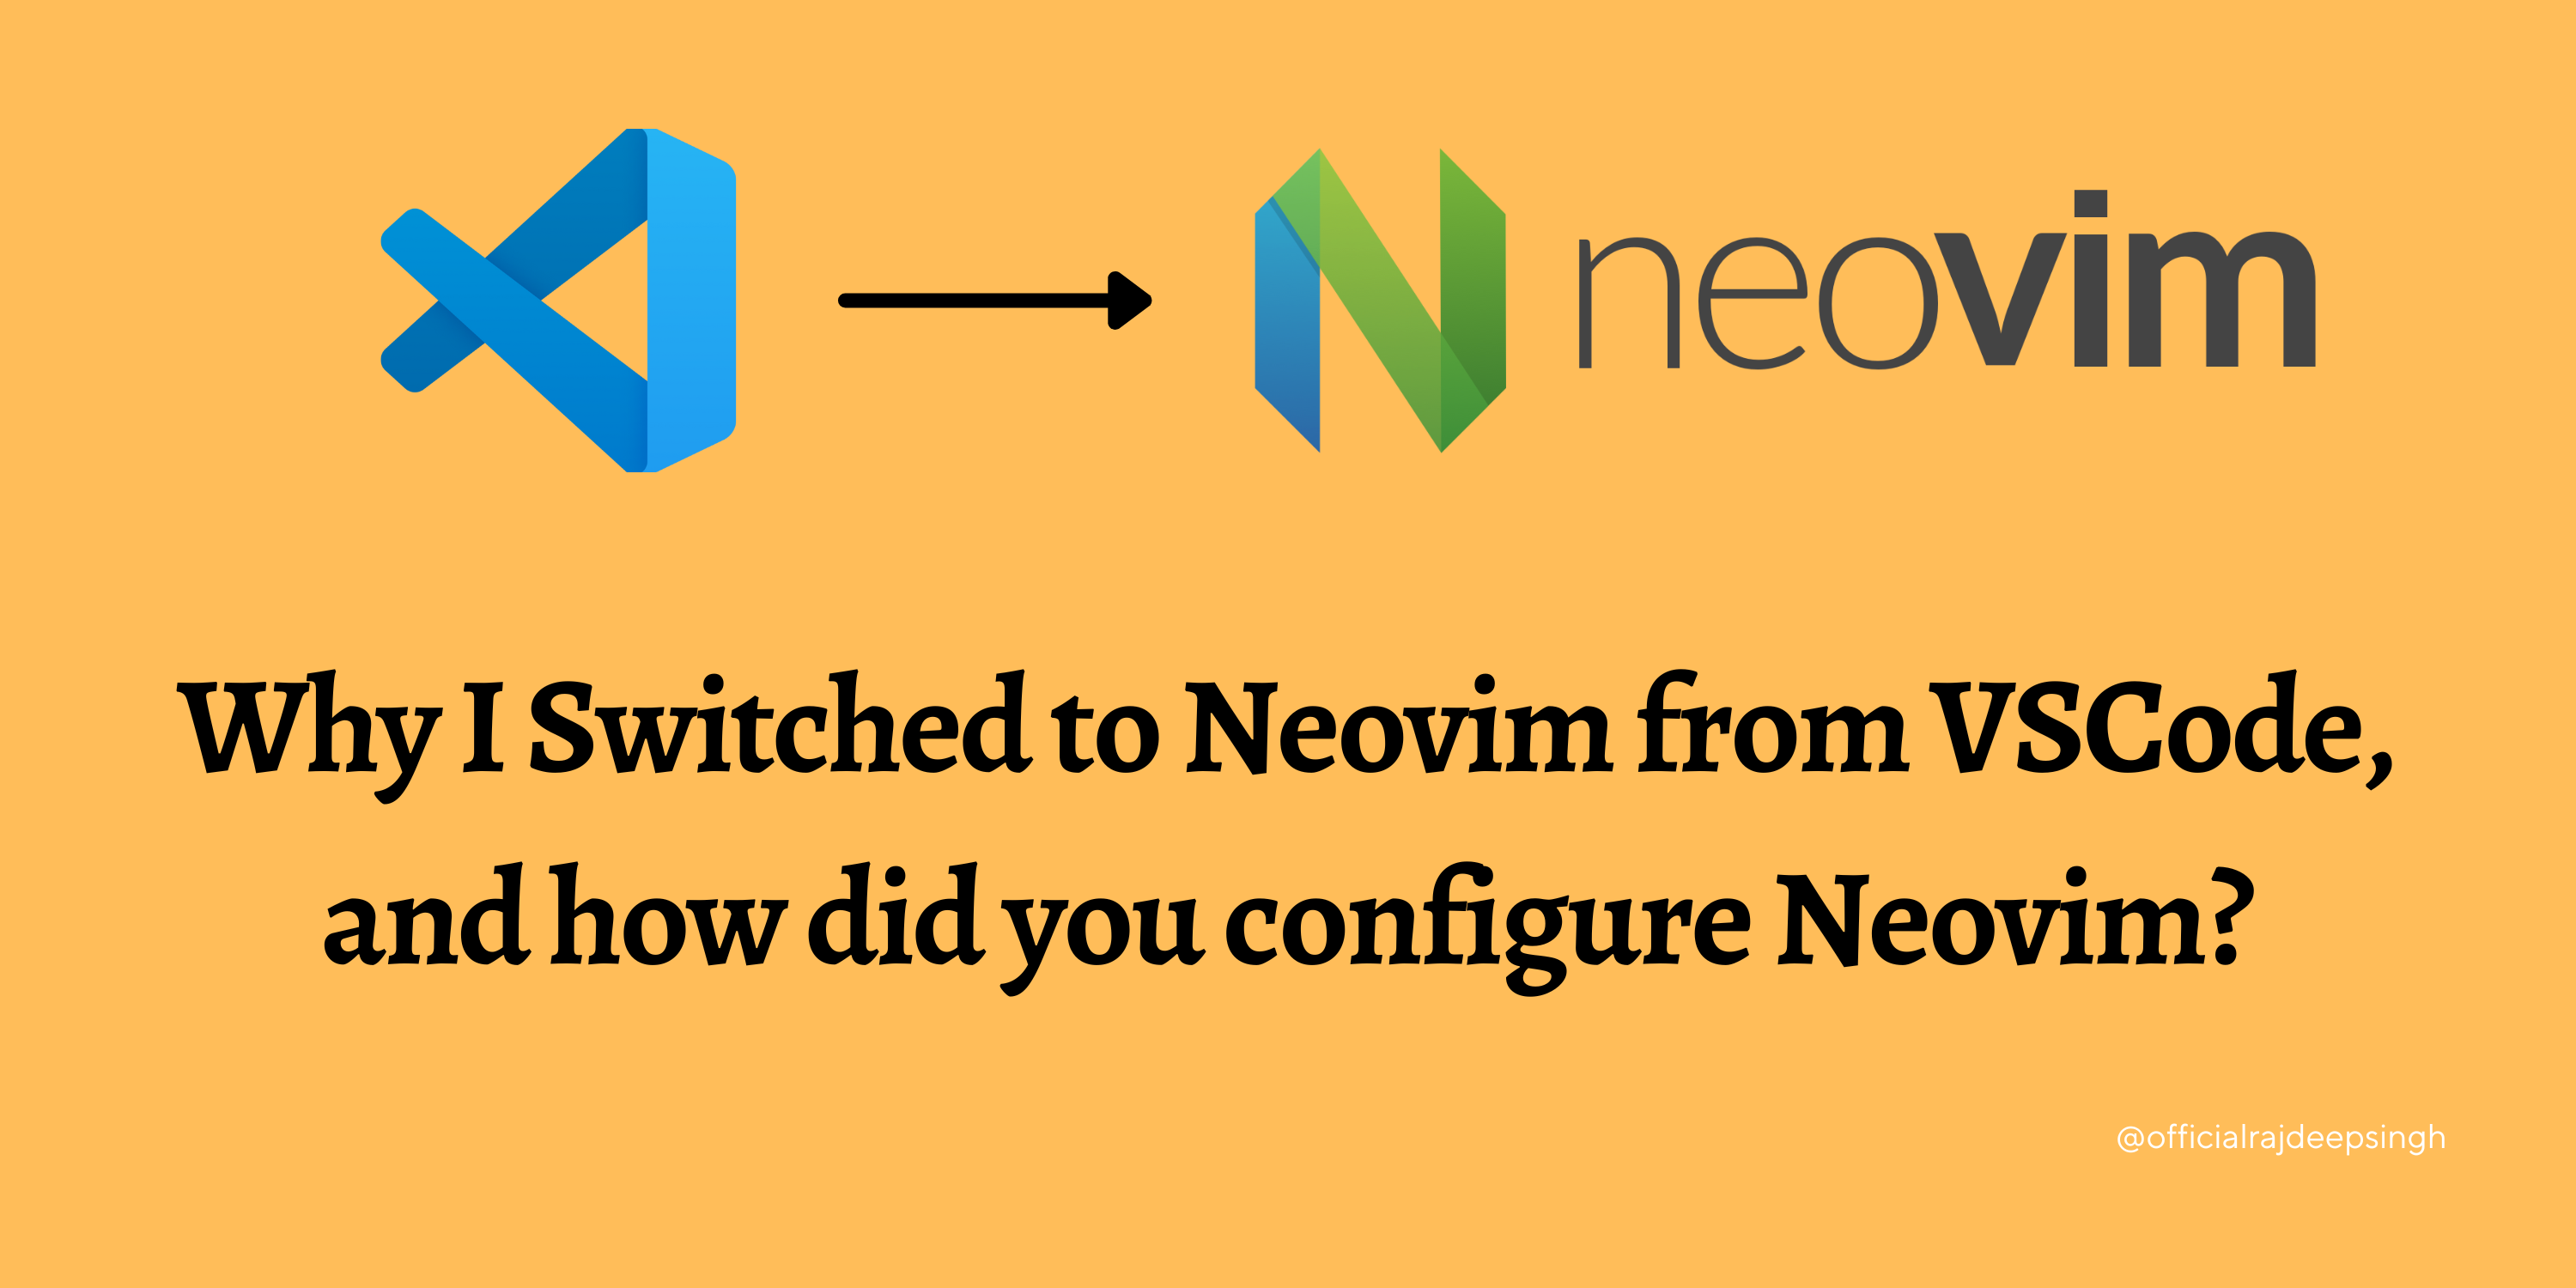 neovim
Why I Switched to Neovim from VSCode,
and how did you configure Neovim?
@officialrajdeepsingh